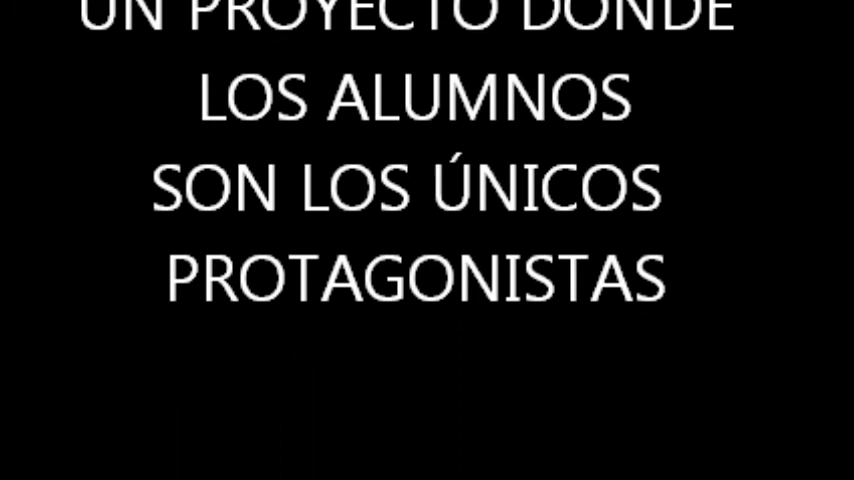 UN PROYECTO DONDE
LOS ALUMNOS
SON LOS ÚNICOS
PROTAGONISTAS